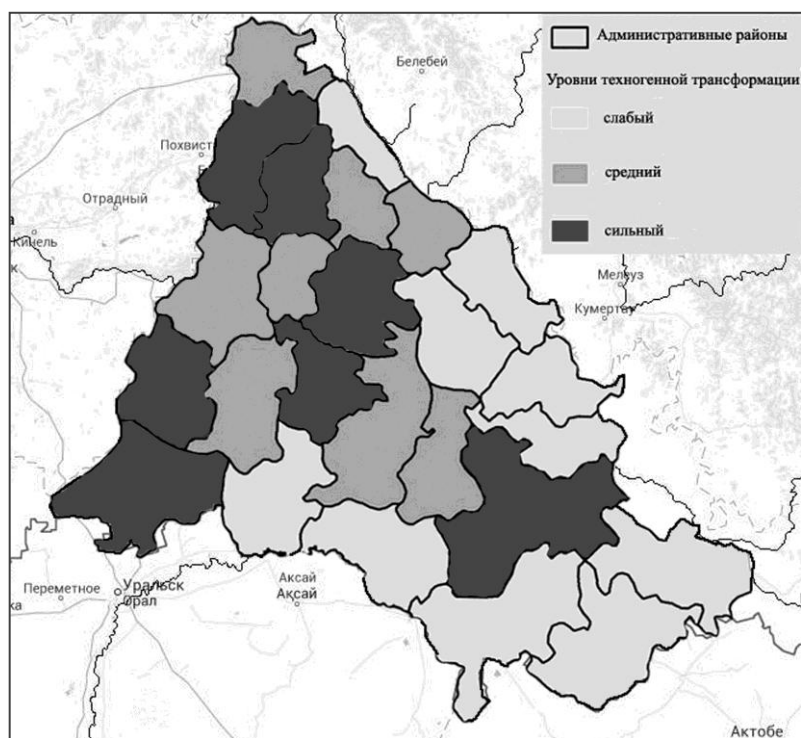 Административные районы
Уровни техногенной трансформации
слабый
средний
сильный
Белебей
Похвист
Отрадный
Кинель
к
Мелеуз
Кумертау
Переметное
Уральск
Орал
Аксай
Ақсай
ка
Актобе